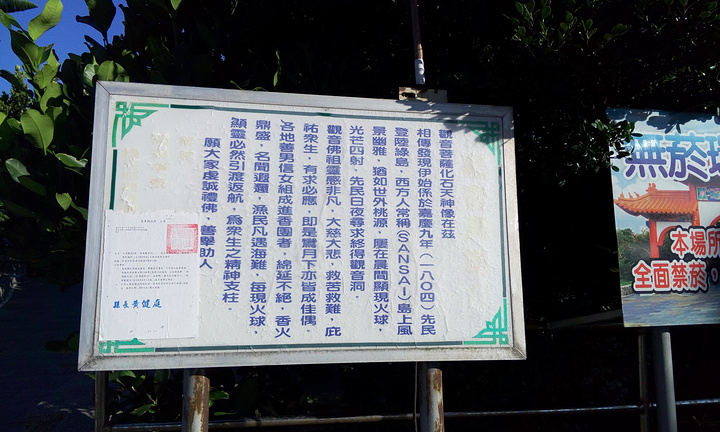 觀音菩薩化石天神像在茲
相傳發現伊始係於嘉慶九年(一八〇四)先民
登陸綠島，西方人常稱(SANSAI)島上風
景幽雅，猶如世外桃源，屢在晨間顯現火球，
光芒四射，先民日夜尋求終得觀音洞。
觀音佛祖靈感非凡，大慈大悲，救苦救難，庇
祐眾生，有求必應，即是鸞月下亦皆成佳偶。
各地善男信女組成進香團者，綿延不絕，香火
鼎盛，名聞遐邇，漁民凡遇海難，每現火球，
顯靈必然引渡返航，為眾生之精神支柱。
願大家虔誠禮佛，善舉助人
縣長黃健庭
無菸
本場所
全面禁菸